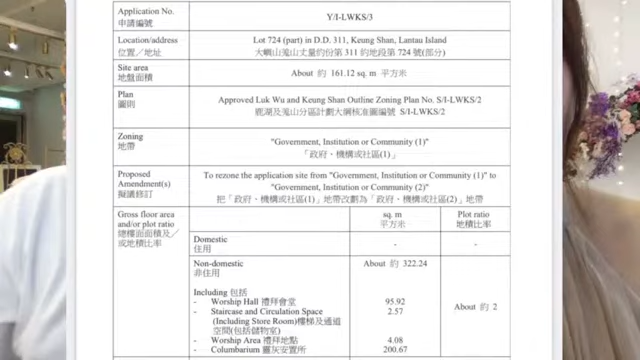 Application No.
申請編號
Y/I-LWKS/3
Location/address
位置／地址
Lot 724 (part) in D.D. 311, Keung Shan, Lantau Island
大嶼山羗山丈量約份第 311 約地段第 724 號(部分)
Site area
地盤面積
About 約 161.12 sq. m 平方米
Plan
圖則
Approved Luk Wu and Keung Shan Outline Zoning Plan No. S/I-LWKS/2
鹿湖及羗山分區計劃大綱核准圖編號 S/I-LWKS/2
Zoning
地帶
"Government, Institution or Community (1)"
「政府、機構或社區(1)」
Proposed
Amendment(s)
擬議修訂
To rezone the application site from "Government, Institution or Community (1)" to
"Government, Institution or Community (2)"
把「政府、機構或社區(1)」地帶改劃為「政府、機構或社區(2)」地帶
Gross floor area
and/or plot ratio
總樓面面積及／
或地積比率
sq. m
平方米
Plot ratio
地積比率
Domestic
住用
-
-
Non-domestic
非住用
About 約 322.24
About 約 2
Including 包括
- Worship Hall 禮拜會堂 95.92
- Staircase and Circulation Space 2.57
(Including Store Room)樓梯及通道
空間(包括儲物室)
- Worship Area 禮拜地點 4.08
- Columbarium 靈灰安置所 200.67